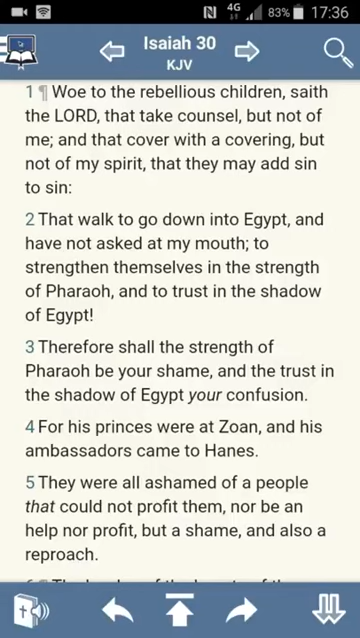 4G 83% 17:36
Isaiah 30
KJV
1 ¶ Woe to the rebellious children, saith
the LORD, that take counsel, but not of
me; and that cover with a covering, but
not of my spirit, that they may add sin
to sin:
2 That walk to go down into Egypt, and
have not asked at my mouth; to
strengthen themselves in the strength
of Pharaoh, and to trust in the shadow
of Egypt!
3 Therefore shall the strength of
Pharaoh be your shame, and the trust in
the shadow of Egypt your confusion.
4 For his princes were at Zoan, and his
ambassadors came to Hanes.
5 They were all ashamed of a people
that could not profit them, nor be an
help nor profit, but a shame, and also a
reproach.